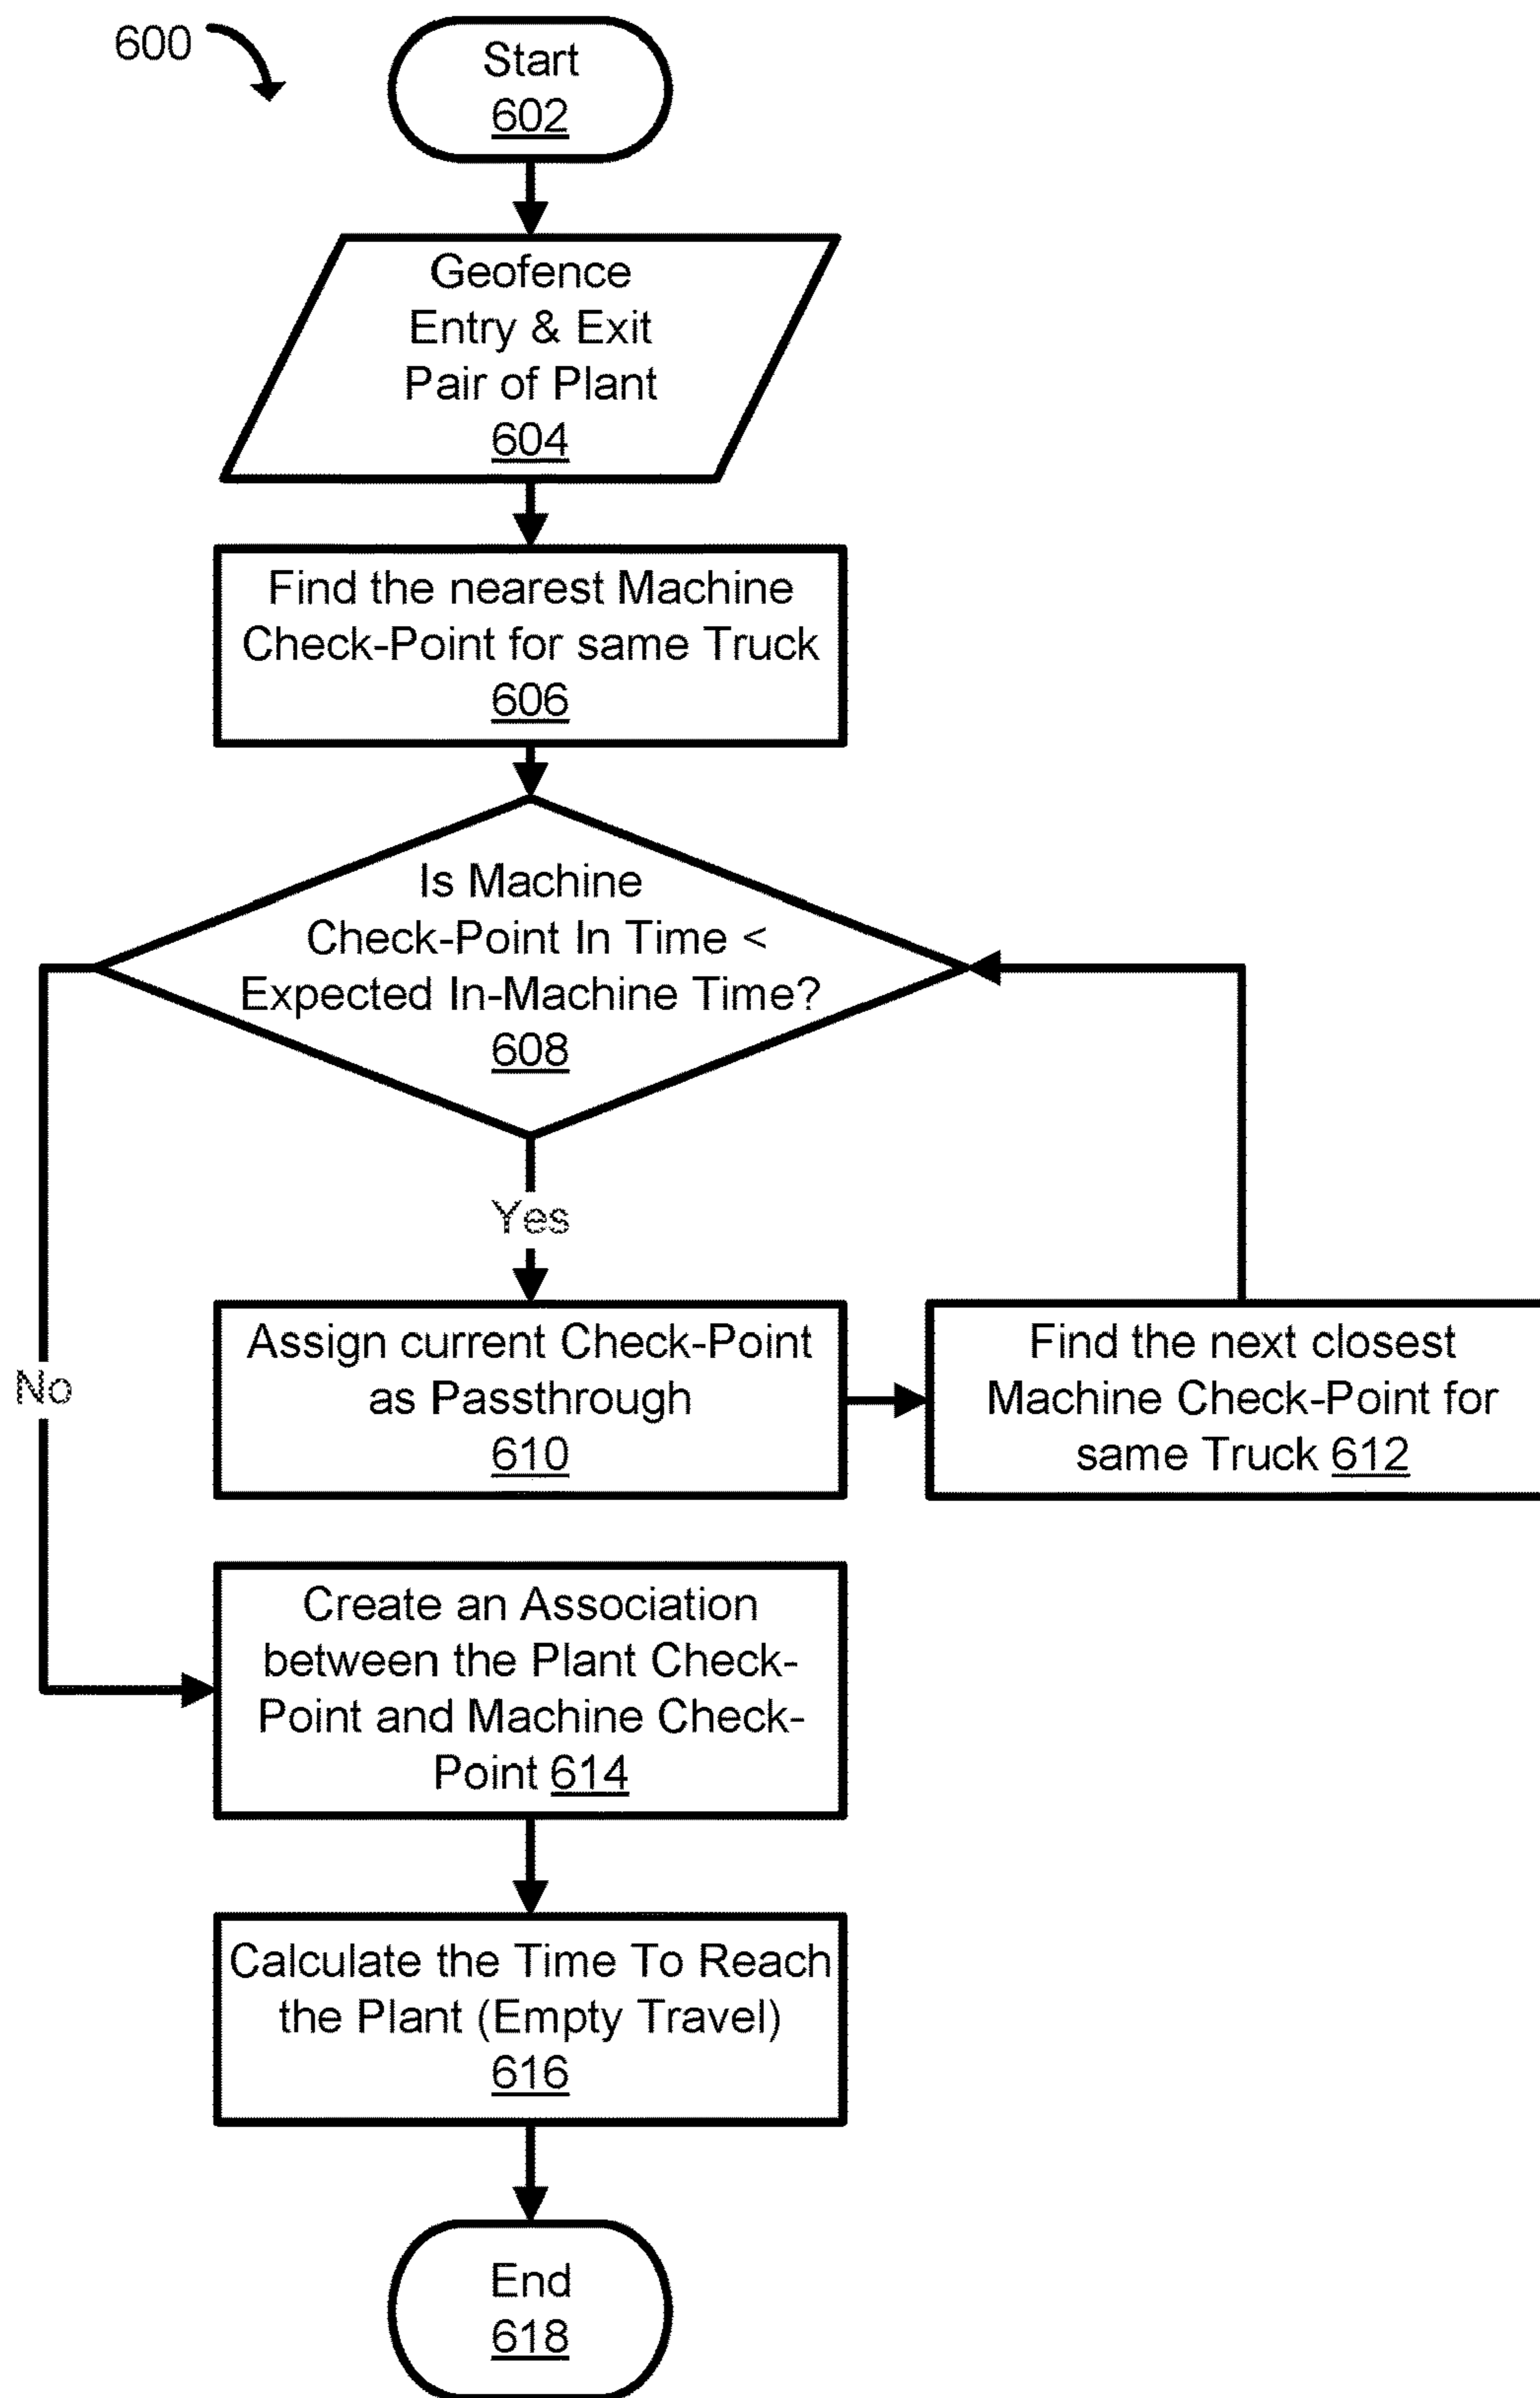 600
Start
602
Geofence
Entry & Exit
Pair of Plant
604
Find the nearest Machine
Check-Point for same Truck
606
Is Machine
Check-Point In Time <
Expected In-Machine Time?
608
Yes
No
Assign current Check-Point
as Passthrough
610
Find the next closest
Machine Check-Point for
same Truck 612
Create an Association
between the Plant Check-
Point and Machine Check-
Point 614
Calculate the Time To Reach
the Plant (Empty Travel)
616
End
618